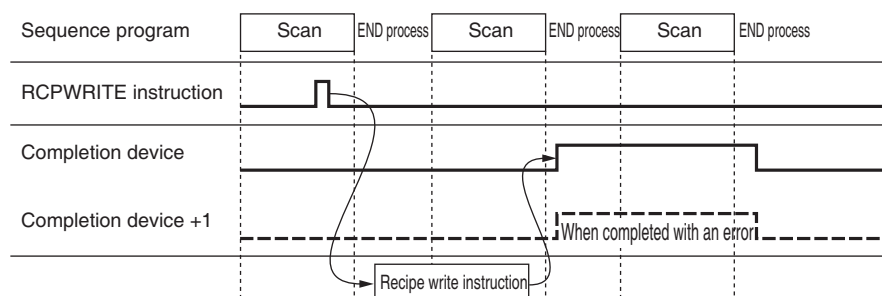 Sequence program Scan END process Scan END process Scan END process
RCPWRITE instruction
Completion device
Completion device +1 When completed with an error
Recipe write instruction